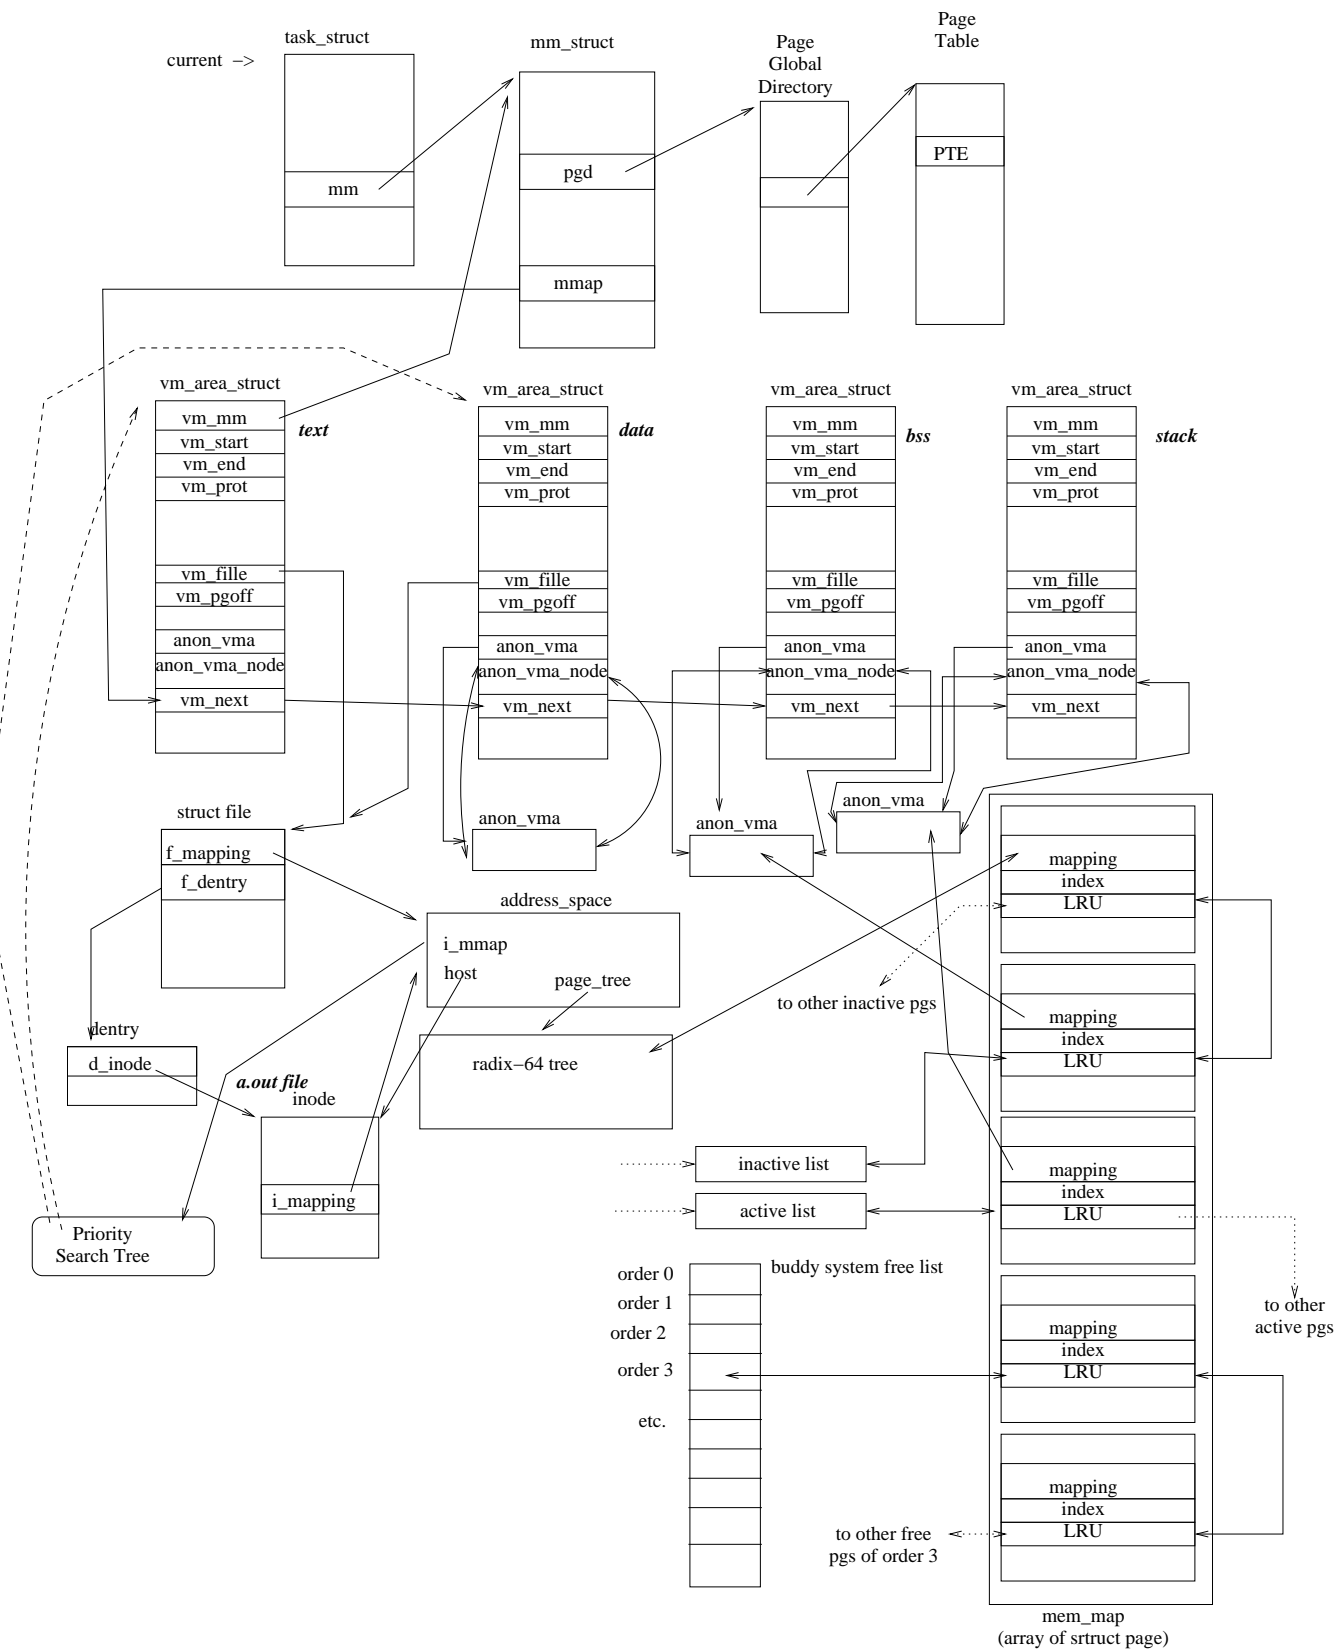 task_struct
current −>
mm
mm_struct
pgd
mmap
Page
Global
Directory
Page
Table
PTE
vm_area_struct
vm_mm
vm_start
vm_end
vm_prot
vm_fille
vm_pgoff
anon_vma
anon_vma_node
vm_next
text
vm_area_struct
vm_mm
vm_start
vm_end
vm_prot
vm_fille
vm_pgoff
anon_vma
anon_vma_node
vm_next
data
vm_area_struct
vm_mm
vm_start
vm_end
vm_prot
vm_fille
vm_pgoff
anon_vma
anon_vma_node
vm_next
bss
vm_area_struct
vm_mm
vm_start
vm_end
vm_prot
vm_fille
vm_pgoff
anon_vma
anon_vma_node
vm_next
stack
struct file
f_mapping
f_dentry
anon_vma
anon_vma
anon_vma
address_space
i_mmap
host
page_tree
radix−64 tree
dentry
d_inode
a.out file
inode
i_mapping
Priority
Search Tree
to other inactive pgs
inactive list
active list
buddy system free list
order 0
order 1
order 2
order 3
etc.
mapping
index
LRU
mapping
index
LRU
mapping
index
LRU
to other
active pgs
mapping
index
LRU
mapping
index
LRU
to other free
pgs of order 3
mem_map
(array of srtruct page)